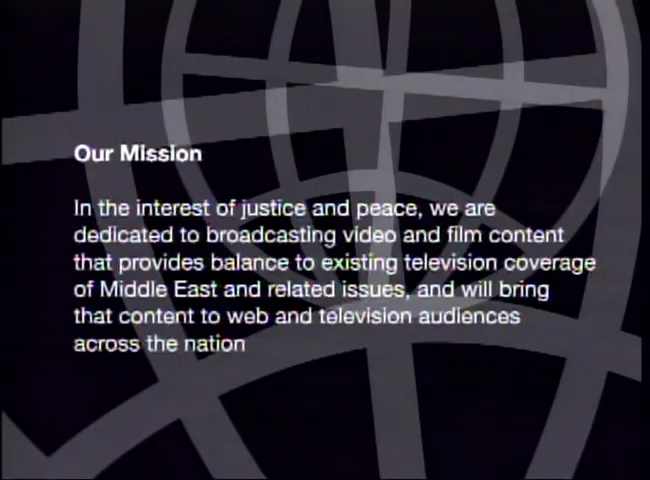 Our Mission
In the interest of justice and peace, we are
dedicated to broadcasting video and film content
that provides balance to existing television coverage
of Middle East and related issues, and will bring
that content to web and television audiences
across the nation